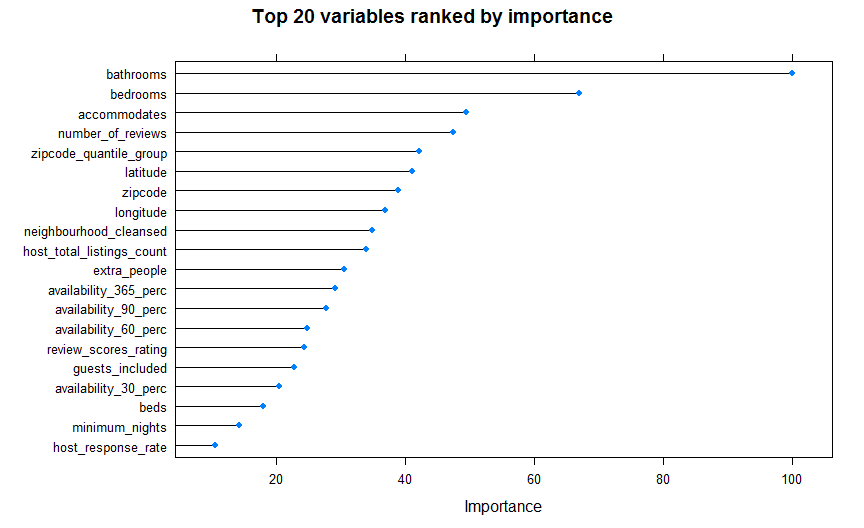 Top 20 variables ranked by importance
bathrooms
bedrooms
accommodates
number_of_reviews
zipcode_quantile_group
latitude
zipcode
longitude
neighbourhood_cleansed
host_total_listings_count
extra_people
availability_365_perc
availability_90_perc
availability_60_perc
review_scores_rating
guests_included
availability_30_perc
beds
minimum_nights
host_response_rate
20 40 60 80 100
Importance